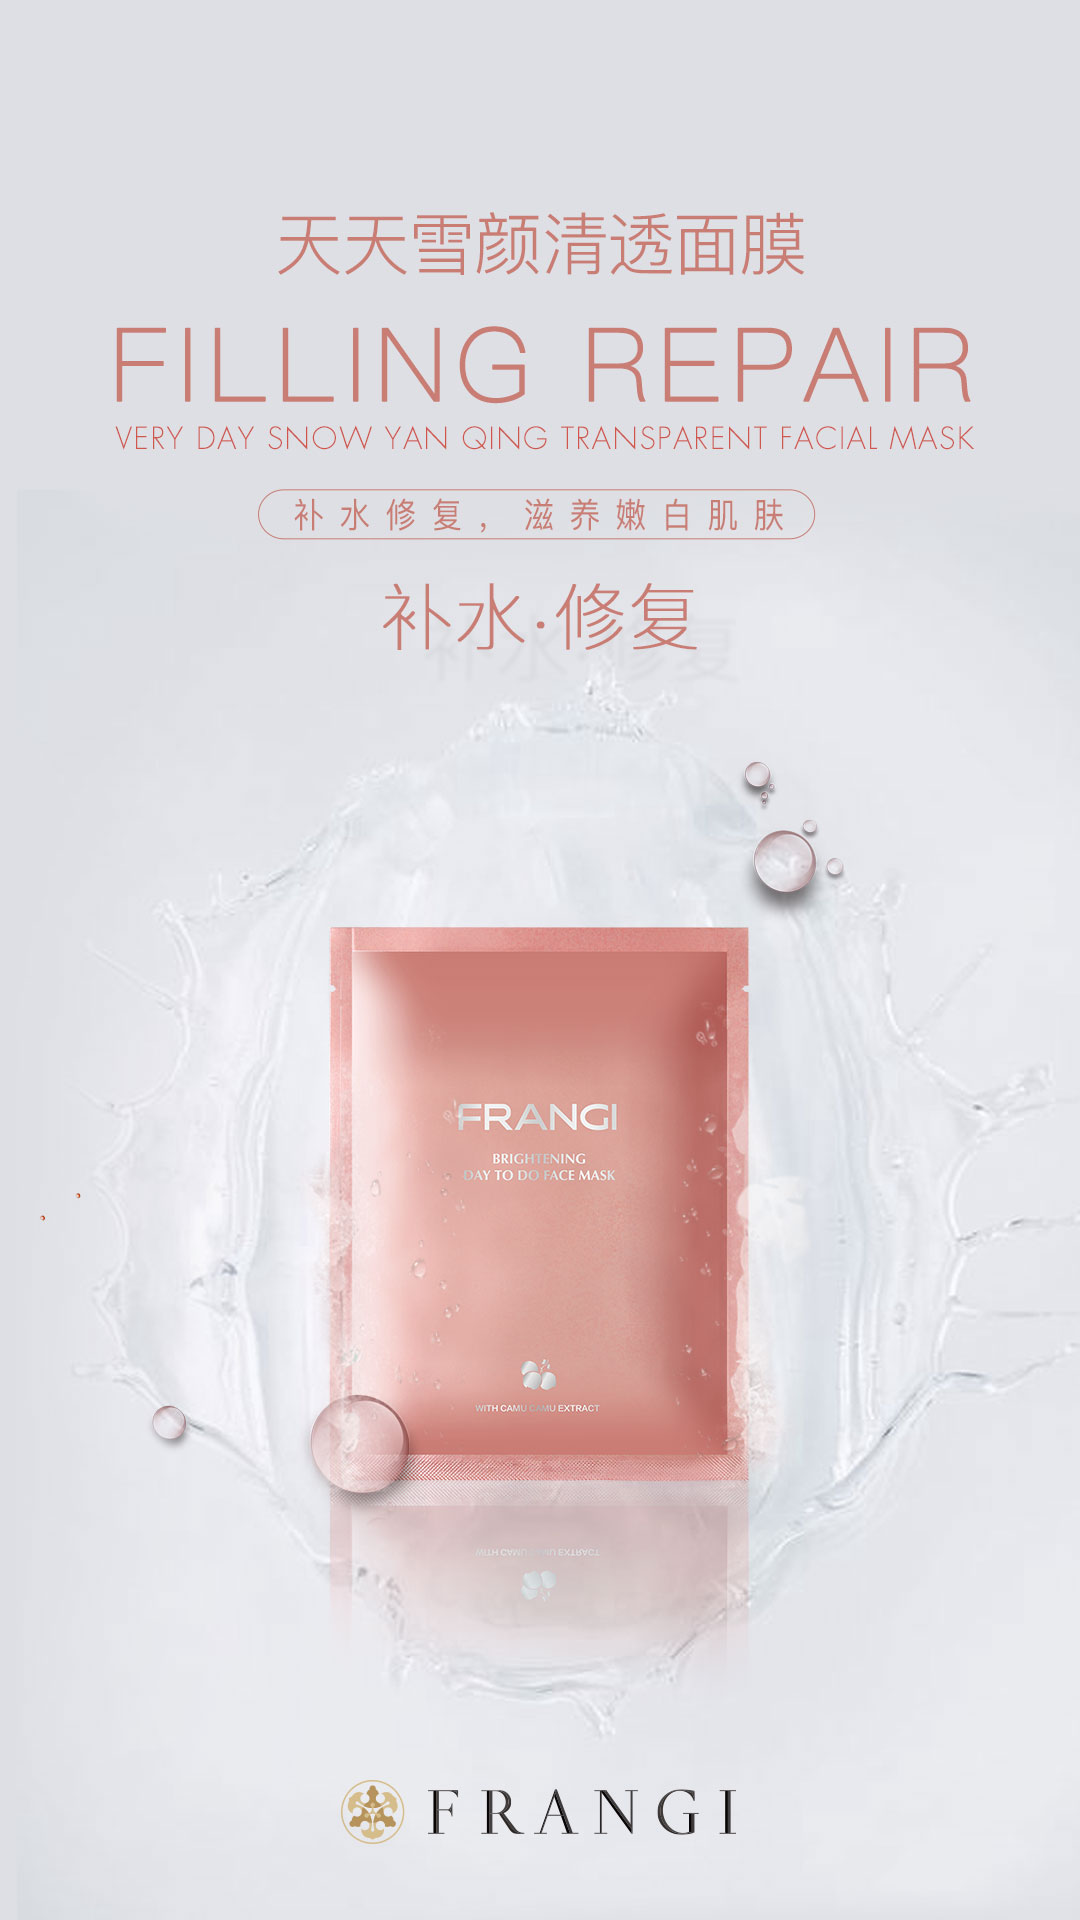 天天雪颜清透面膜
FILLING REPAIR
VERY DAY SNOW YAN QING TRANSPARENT FACIAL MASK
补水修复，滋养嫩白肌肤
补水·修复
FRANGI
BRIGHTENING
DAY TO DO FACE MASK
WITH CAMU CAMU EXTRACT
FRANGI